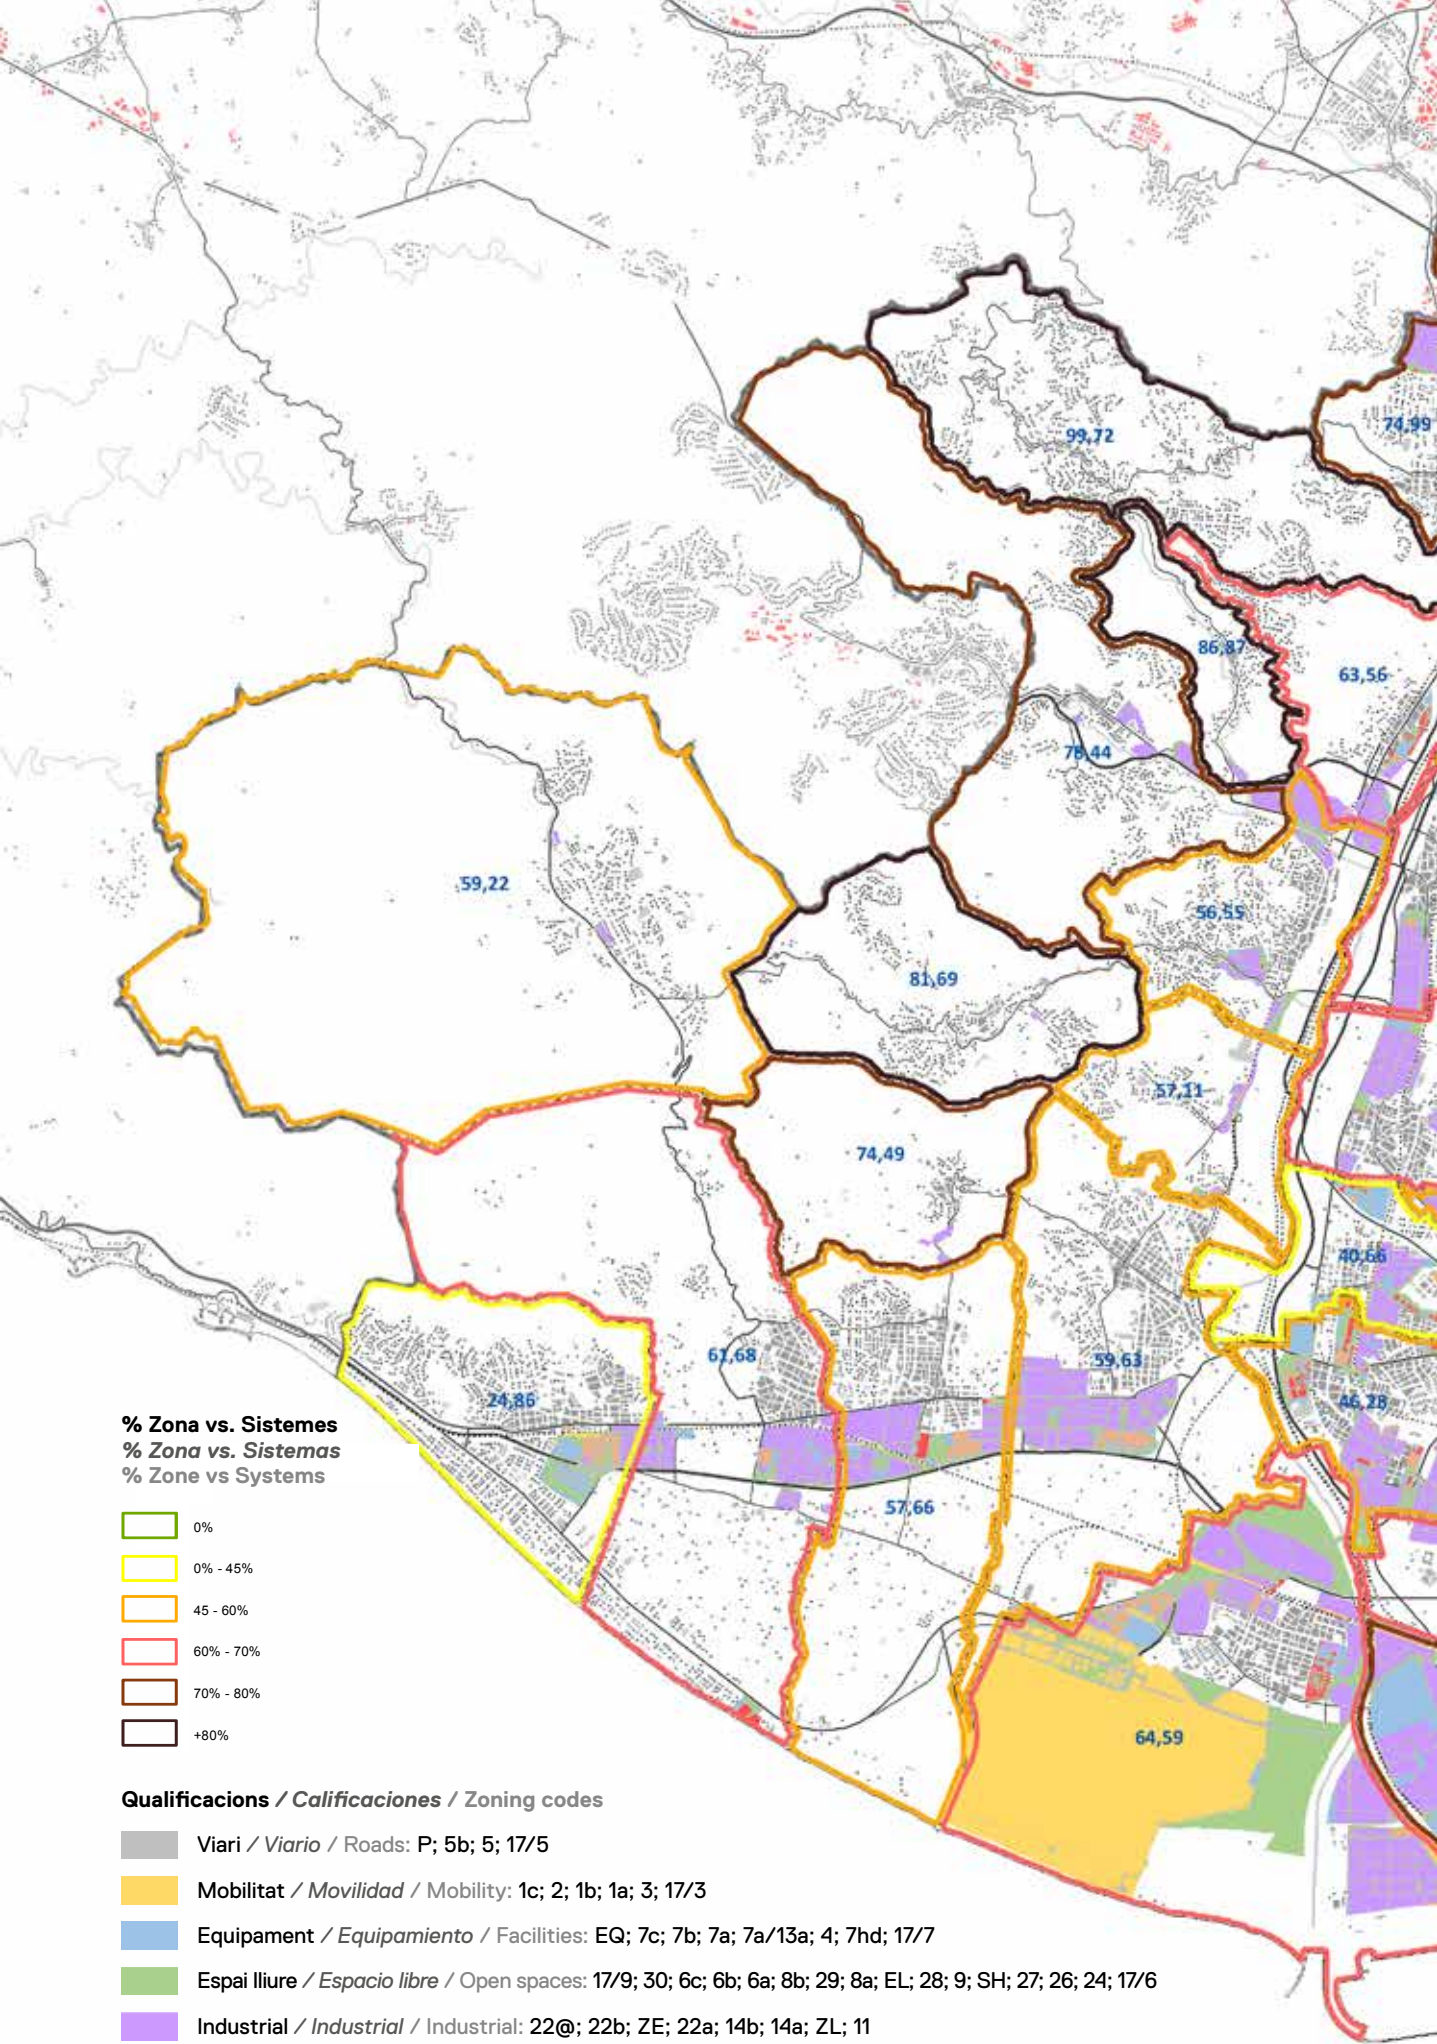 99,72
74,99
86,87
63,56
78,44
59,22
56,55
81,69
57,11
74,49
40,66
61,68
59,63
24,86
46,28
57,66
64,59
% Zona vs. Sistemes
% Zona vs. Sistemas
% Zone vs Systems
0%
0% - 45%
45 - 60%
60% - 70%
70% - 80%
+80%
Qualificacions / Calificaciones / Zoning codes
Viari / Viario / Roads: P; 5b; 5; 17/5
Mobilitat / Movilidad / Mobility: 1c; 2; 1b; 1a; 3; 17/3
Equipament / Equipamiento / Facilities: EQ; 7c; 7b; 7a; 7a/13a; 4; 7hd; 17/7
Espai lliure / Espacio libre / Open spaces: 17/9; 30; 6c; 6b; 6a; 8b; 29; 8a; EL; 28; 9; SH; 27; 26; 24; 17/6
Industrial / Industrial / Industrial: 22@; 22b; ZE; 22a; 14b; 14a; ZL; 11